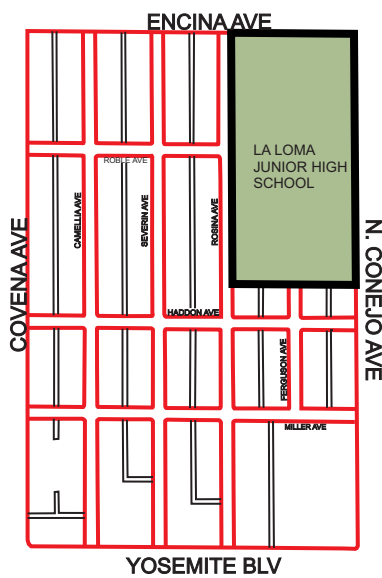 ENCINA AVE
LA LOMA
JUNIOR HIGH
SCHOOL
ROBLE AVE
CAMELLIA AVE
SEVERIN AVE
ROSINA AVE
COVENA AVE
N. CONEJO AVE
HADDON AVE
FERGUSON AVE
MILLER AVE
YOSEMITE BLV